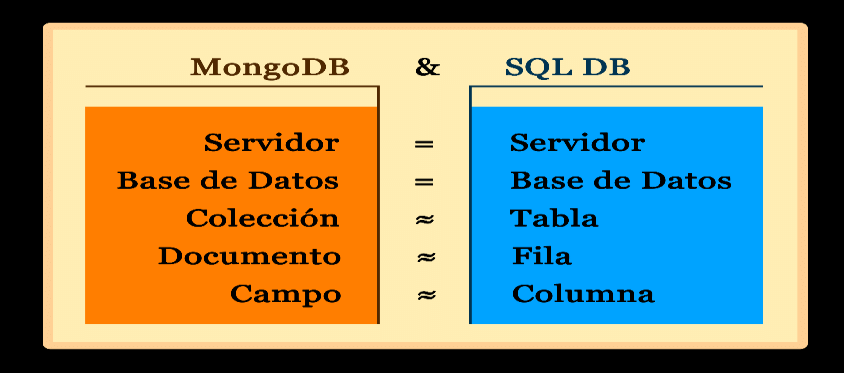 MongoDB & SQL DB
Servidor = Servidor
Base de Datos = Base de Datos
Colección ≈ Tabla
Documento ≈ Fila
Campo ≈ Columna